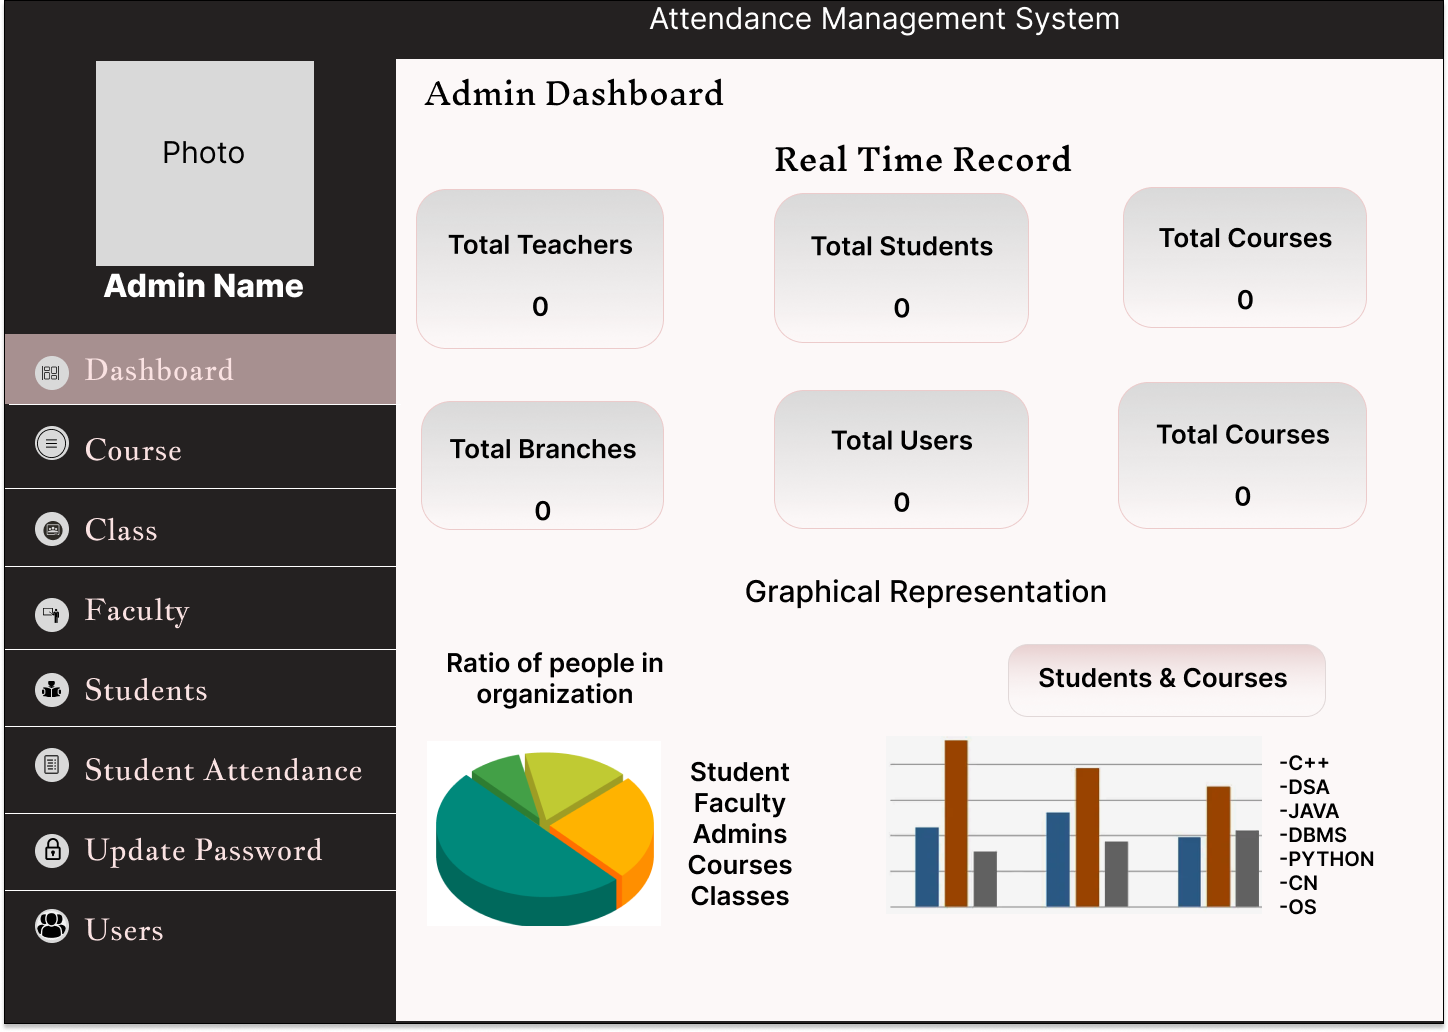 Attendance Management System
Photo
Admin Name
Dashboard
Course
Class
Faculty
Students
Student Attendance
Update Password
Users
Admin Dashboard
Real Time Record
Total Teachers
0
Total Students
0
Total Courses
0
Total Branches
0
Total Users
0
Total Courses
0
Graphical Representation
Ratio of people in
organization
Student
Faculty
Admins
Courses
Classes
Students & Courses
-C++
-DSA
-JAVA
-DBMS
-PYTHON
-CN
-OS